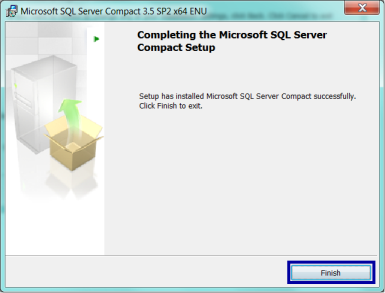 Microsoft SQL Server Compact 3.5 SP2 x64 ENU
Completing the Microsoft SQL Server
Compact Setup
Setup has installed Microsoft SQL Server Compact successfully.
Click Finish to exit.
Finish